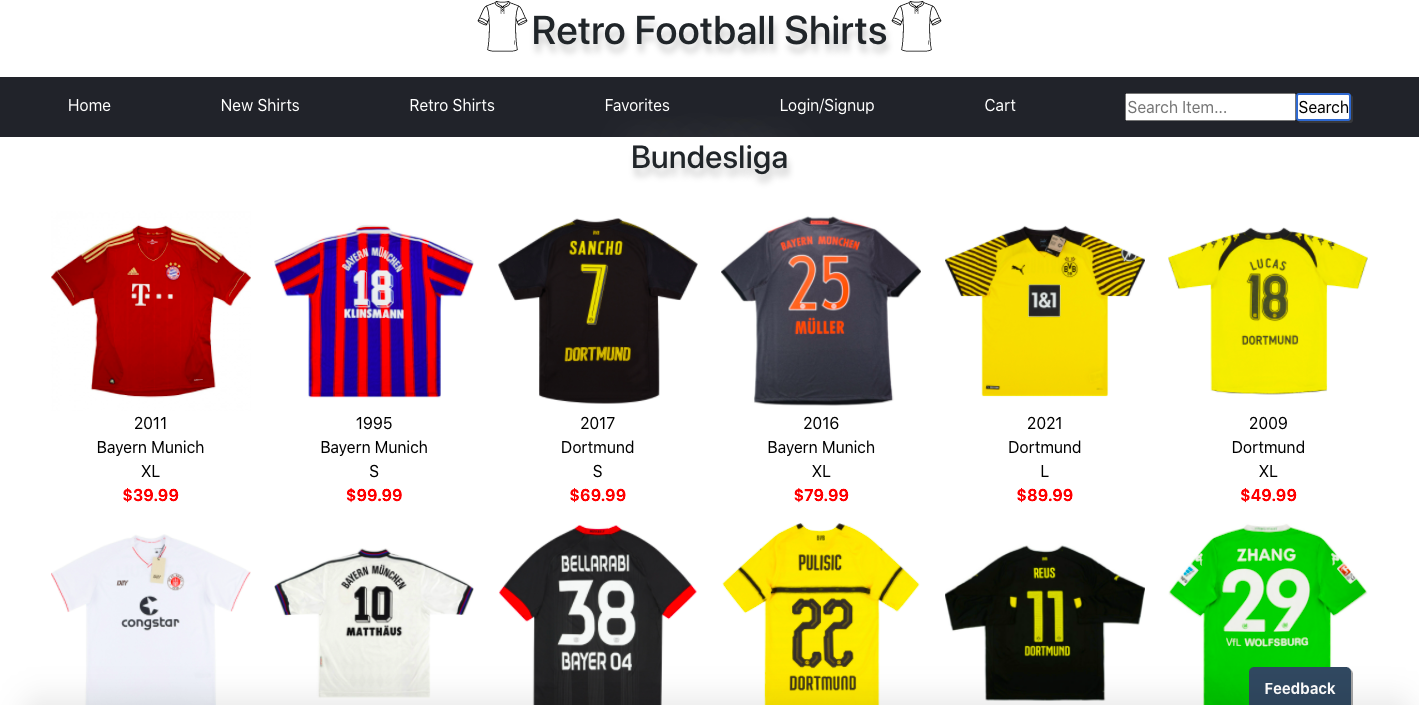 Retro Football Shirts
Home
New Shirts
Retro Shirts
Favorites
Login/Signup
Cart
Search Item...
Search
Bundesliga
T
BAYERN MÜNCHEN
18
KLINSMANN
SANCHO
7
DORTMUND
BAYERN MÜNCHEN
25
MÜLLER
BVB
1&1
LUCAS
18
DORTMUND
2011
Bayern Munich
XL
$39.99
1995
Bayern Munich
S
$99.99
2017
Dortmund
S
$69.99
2016
Bayern Munich
XL
$79.99
2021
Dortmund
L
$89.99
2009
Dortmund
XL
$49.99
DIIY
congstar
BAYERN MÜNCHEN
10
MATTHÄUS
BELLARABI
38
BAYER 04
PULISIC
22
DORTMUND
REUS
11
DORTMUND
ZHANG
29
VfL WOLFSBURG
Feedback